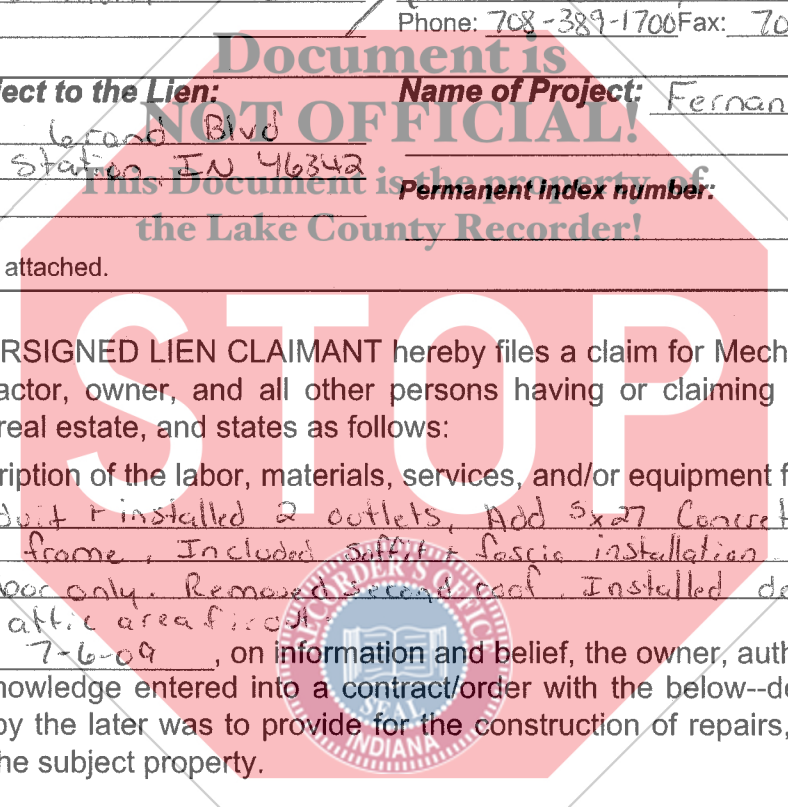 Phone: 708-389-1700 Fax: 70
Document is
ject to the Lien:
Name of Project: Fernan
NOT OFFICIAL!
Grand Blvd
Station, IN 46342
This Document is the property of
Permanent index number:
the Lake County Recorder!
attached.
STOP
RSIGNED LIEN CLAIMANT hereby files a claim for Mech
actor, owner, and all other persons having or claiming
real estate, and states as follows:
ription of the labor, materials, services, and/or equipment f
duit + installed 2 outlets, Add 5x27 Concret
frame, Included soffit + fascia installation
oor only. Removed second roof. Installed de
attic area
7-6-09, on information and belief, the owner, auth
nowledge entered into a contract/order with the below--de
by the later was to provide for the construction of repairs,
he subject property.
RECORDER'S OFFICE
SEAL
INDIANA